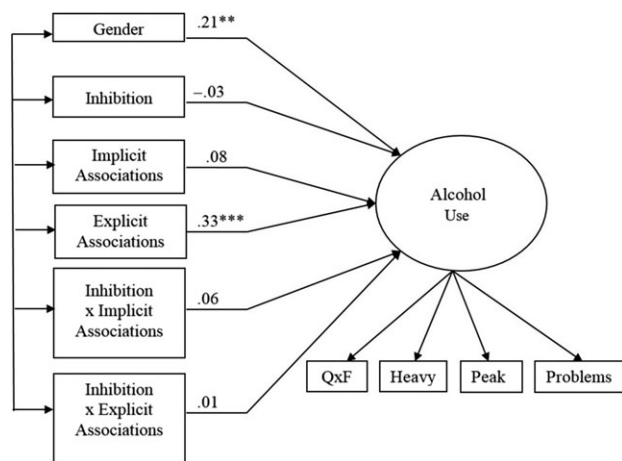 Gender
.21**
Inhibition
–.03
Implicit
Associations
.08
Explicit
Associations
.33***
Inhibition
x Implicit
Associations
.06
Inhibition
x Explicit
Associations
.01
Alcohol
Use
QxF
Heavy
Peak
Problems